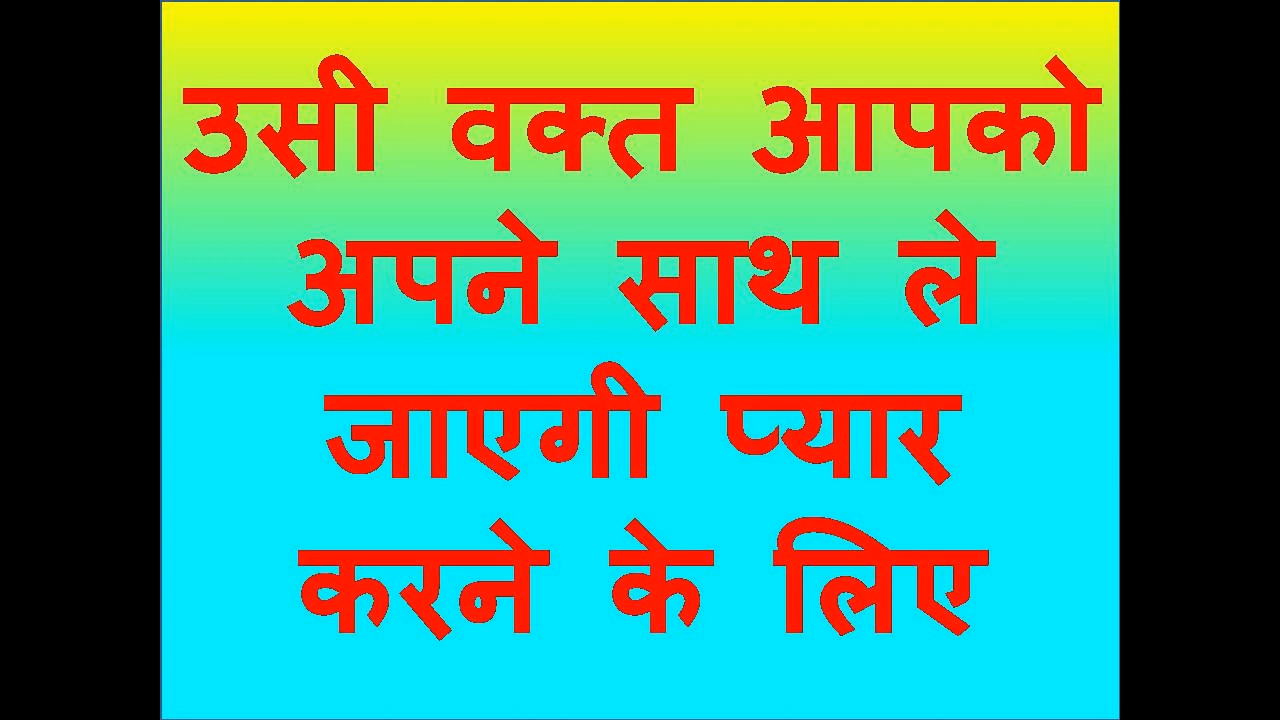 उसी वक्त आपको
अपने साथ ले
जाएगी प्यार
करने के लिए